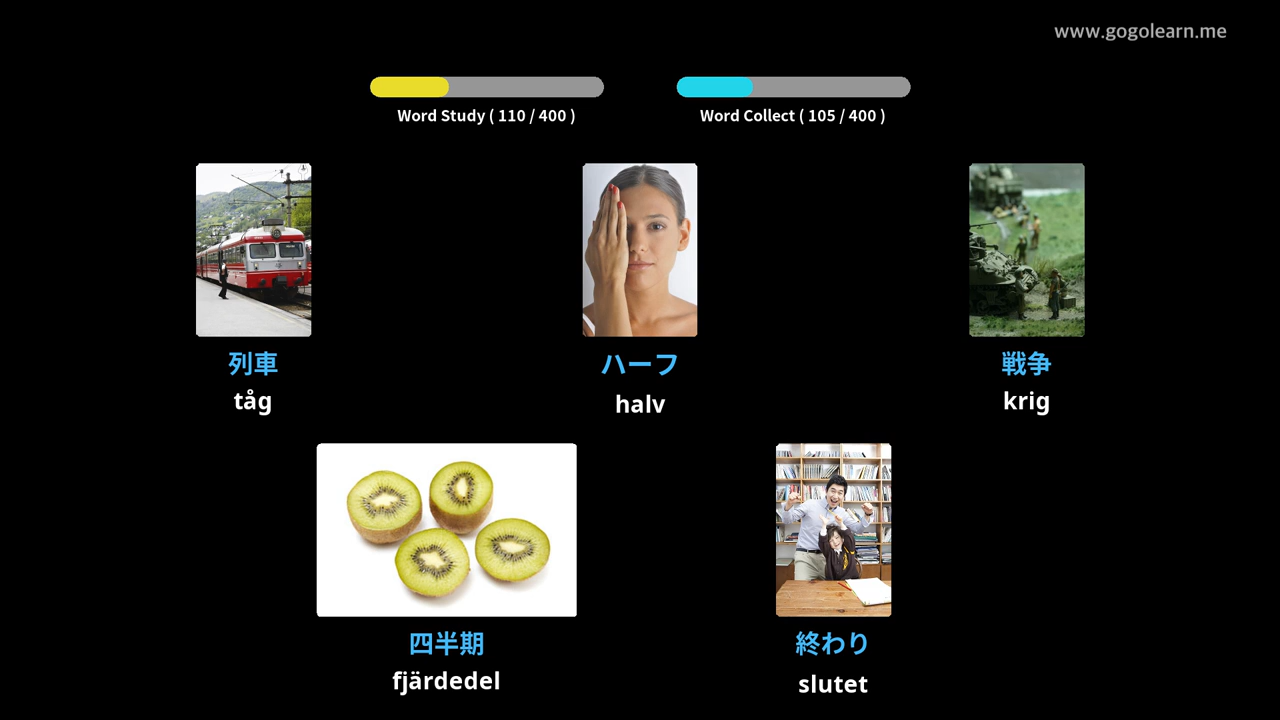 www.gogolearn.me
Word Study ( 110 / 400 )
Word Collect ( 105 / 400 )
列車
tåg
ハーフ
halv
戦争
krig
四半期
fjärdedel
終わり
slutet